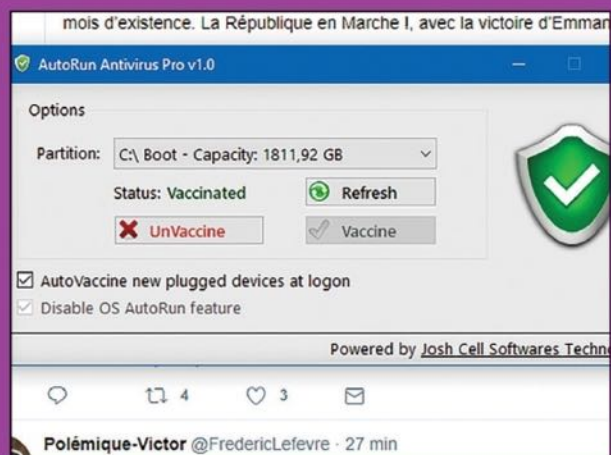 mois d'existence. La République en Marche !, avec la victoire d'Emman
AutoRun Antivirus Pro v1.0
Options
Partition: C:\ Boot - Capacity: 1811,92 GB
Status: Vaccinated Refresh
UnVaccine Vaccine
AutoVaccine new plugged devices at logon
Disable OS AutoRun feature
Powered by Josh Cell Softwares Techno
4 3
Polémique-Victor @FredericLefevre · 27 min